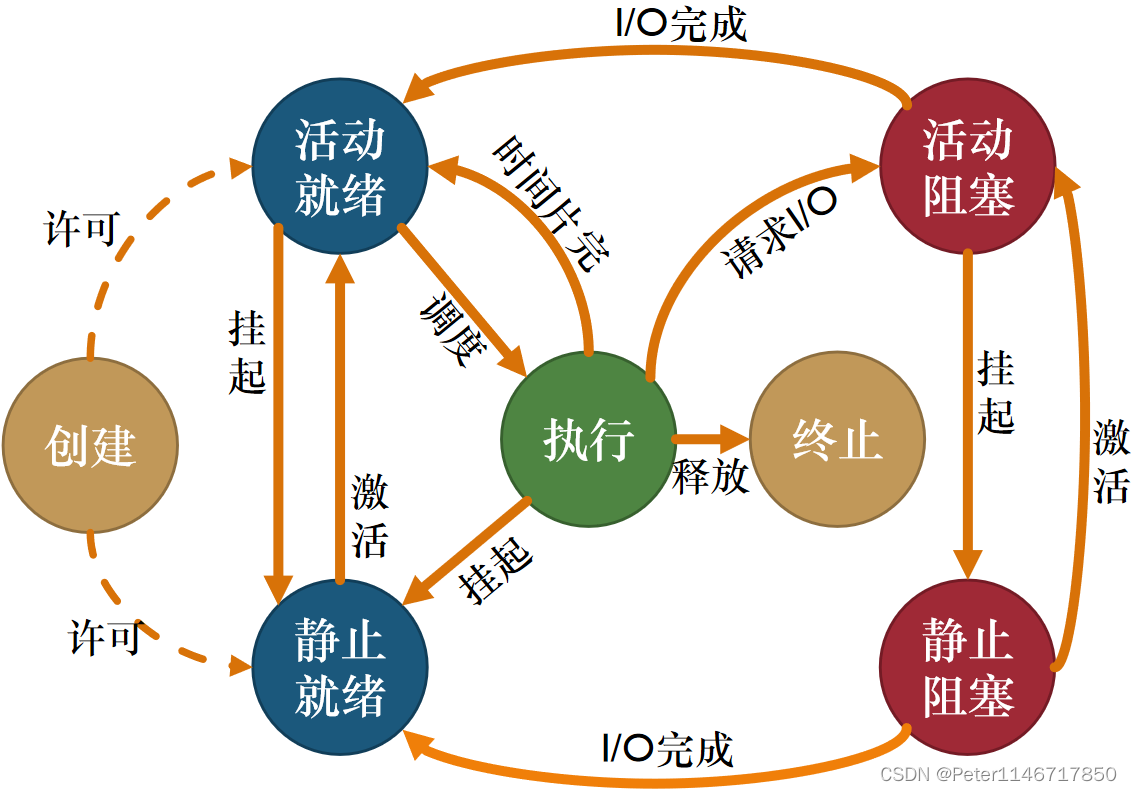 I/O完成
活动
就绪
活动
阻塞
时间片完
请求I/O
许可
调度
挂
起
挂
起
创建
执行
终止
释放
激
活
激
活
挂起
许可
静止
就绪
静止
阻塞
I/O完成
CSDN @Peter1146717850